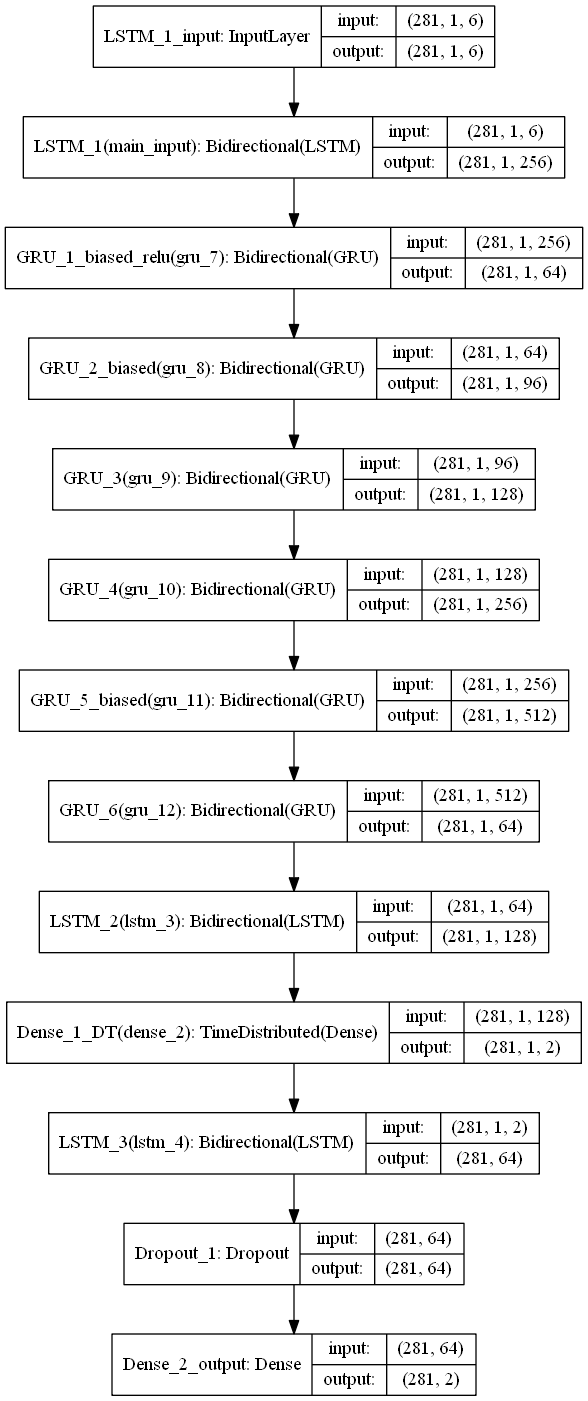 LSTM_1_input: InputLayer
input: (281, 1, 6)
output: (281, 1, 6)
LSTM_1(main_input): Bidirectional(LSTM)
input: (281, 1, 6)
output: (281, 1, 256)
GRU_1_biased_relu(gru_7): Bidirectional(GRU)
input: (281, 1, 256)
output: (281, 1, 64)
GRU_2_biased(gru_8): Bidirectional(GRU)
input: (281, 1, 64)
output: (281, 1, 96)
GRU_3(gru_9): Bidirectional(GRU)
input: (281, 1, 96)
output: (281, 1, 128)
GRU_4(gru_10): Bidirectional(GRU)
input: (281, 1, 128)
output: (281, 1, 256)
GRU_5_biased(gru_11): Bidirectional(GRU)
input: (281, 1, 256)
output: (281, 1, 512)
GRU_6(gru_12): Bidirectional(GRU)
input: (281, 1, 512)
output: (281, 1, 64)
LSTM_2(lstm_3): Bidirectional(LSTM)
input: (281, 1, 64)
output: (281, 1, 128)
Dense_1_DT(dense_2): TimeDistributed(Dense)
input: (281, 1, 128)
output: (281, 1, 2)
LSTM_3(lstm_4): Bidirectional(LSTM)
input: (281, 1, 2)
output: (281, 64)
Dropout_1: Dropout
input: (281, 64)
output: (281, 64)
Dense_2_output: Dense
input: (281, 64)
output: (281, 2)